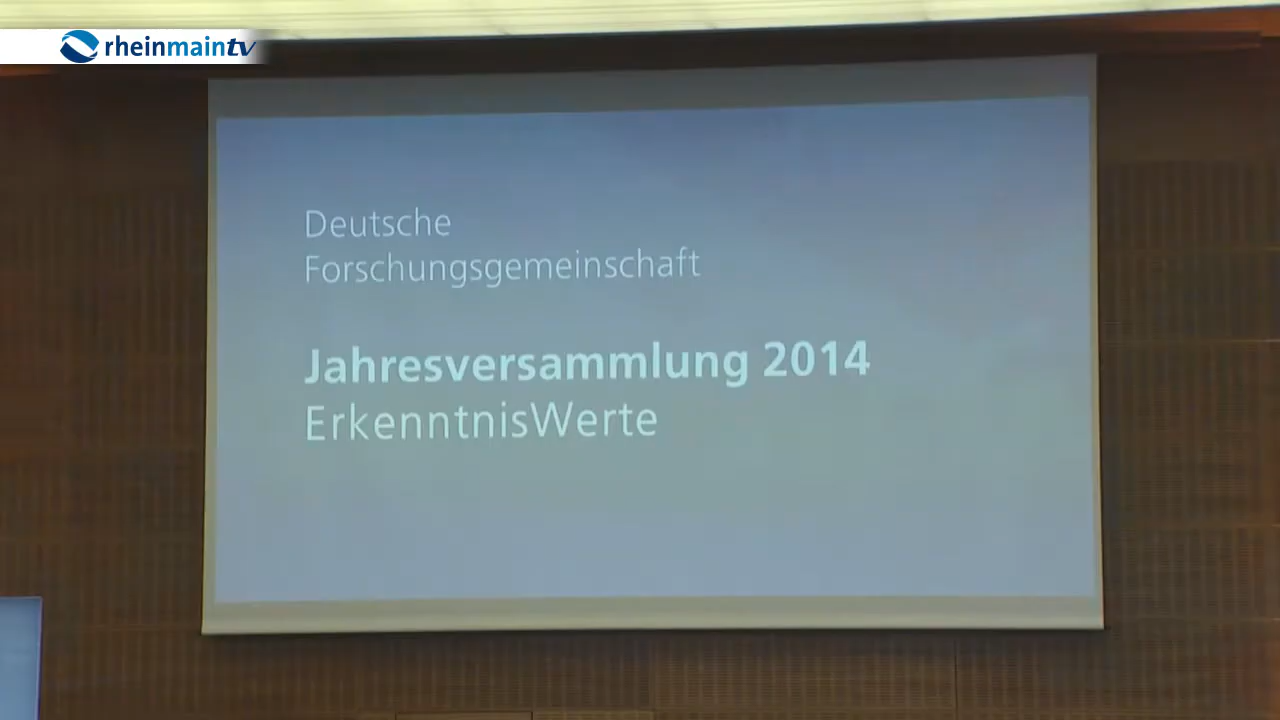 rheinmaintv
Deutsche
Forschungsgemeinschaft
Jahresversammlung 2014
ErkenntnisWerte